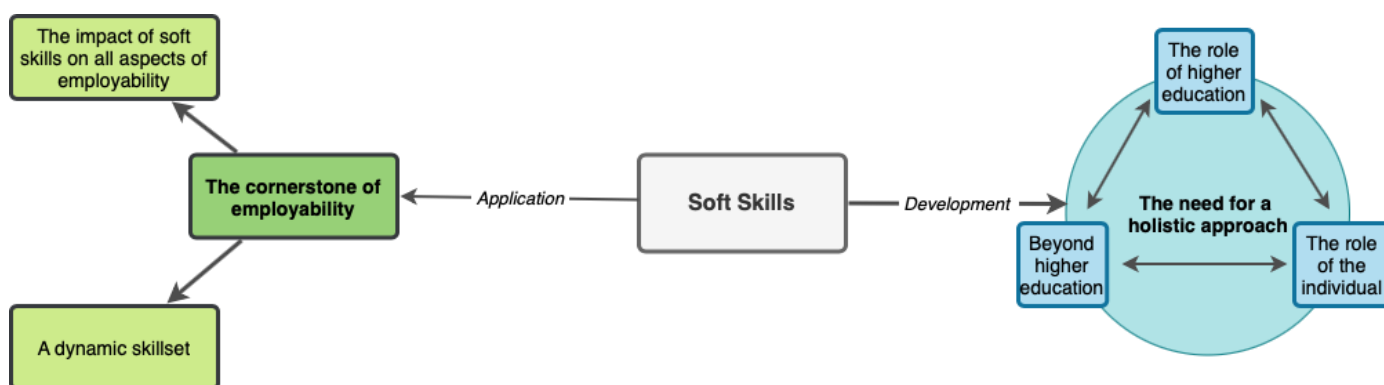 The impact of soft
skills on all aspects of
employability
The cornerstone of
employability
A dynamic skillset
Application
Soft Skills
Development
The role
of higher
education
The need for a
holistic approach
Beyond
higher
education
The role
of the
individual